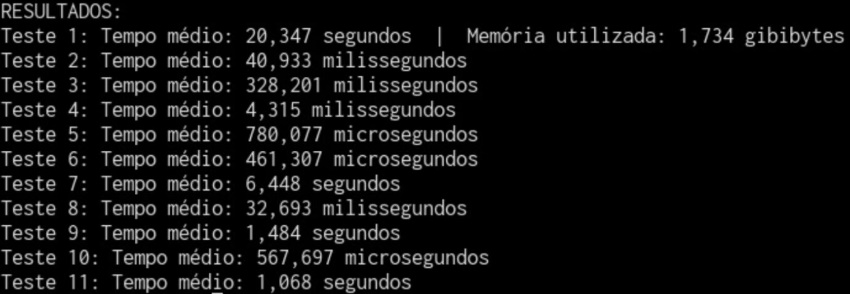 RESULTADOS:
Teste 1: Tempo médio: 20,347 segundos | Memória utilizada: 1,734 gibibytes
Teste 2: Tempo médio: 40,933 milissegundos
Teste 3: Tempo médio: 328,201 milissegundos
Teste 4: Tempo médio: 4,315 milissegundos
Teste 5: Tempo médio: 780,077 microsegundos
Teste 6: Tempo médio: 461,307 microsegundos
Teste 7: Tempo médio: 6,448 segundos
Teste 8: Tempo médio: 32,693 milissegundos
Teste 9: Tempo médio: 1,484 segundos
Teste 10: Tempo médio: 567,697 microsegundos
Teste 11: Tempo médio: 1,068 segundos